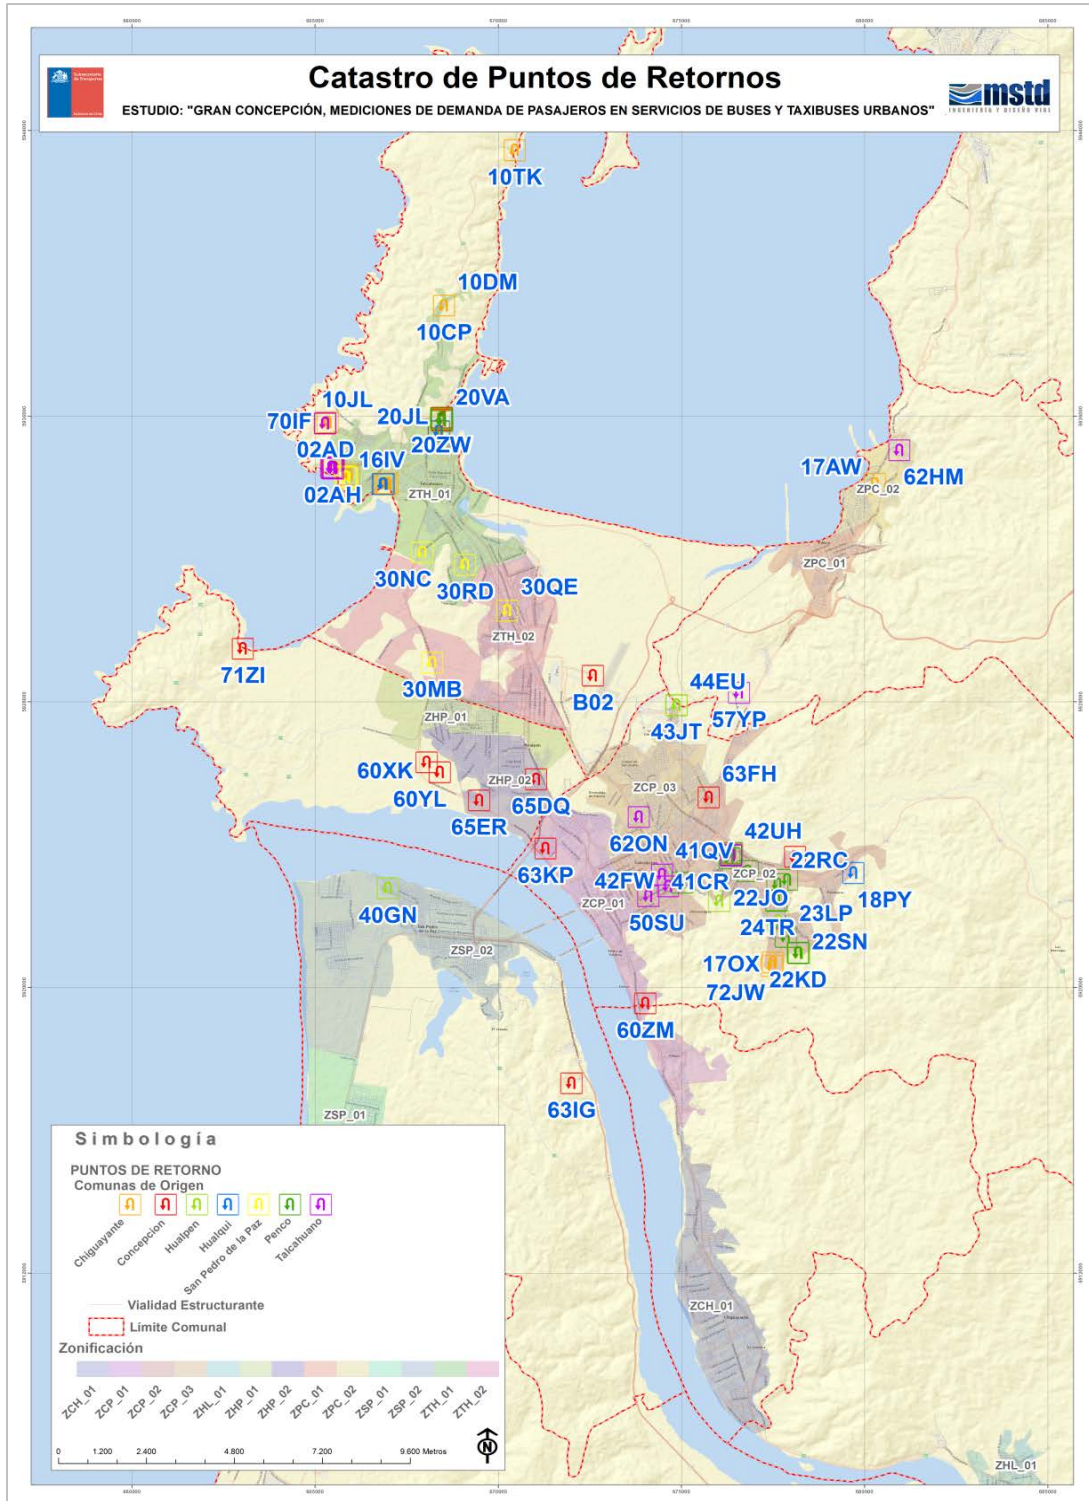 Catastro de Puntos de Retornos
ESTUDIO: "GRAN CONCEPCIÓN, MEDICIONES DE DEMANDA DE PASAJEROS EN SERVICIOS DE BUSES Y TAXIBUSES URBANOS"
mstd
INGENIERÍA Y DISEÑO VIAL
10TK
10DM
10CP
10JL
20VA
70IF
20JL
20ZW
02AD
16IV
02AH
ZTH_01
17AW
62HM
ZPC_02
ZPC_01
30NC
30RD
30QE
ZTH_02
71ZI
30MB
B02
44EU
57YP
43JT
ZHP_01
60XK
60YL
ZHP_02
65DQ
65ER
ZCP_03
63FH
62ON
63KP
42UH
41QV
22RC
ZCP_02
42FW
41CR
18PY
40GN
ZCP_01
22JO
50SU
23LP
24TR
ZSP_02
22SN
17OX
22KD
72JW
60ZM
63IG
ZSP_01
ZCH_01
ZHL_01
Simbología
PUNTOS DE RETORNO
Comunas de Origen
Chiguayante
Concepcion
Hualpen
Hualqui
San Pedro de la Paz
Penco
Talcahuano
Vialidad Estructurante
Límite Comunal
Zonificación
ZCH_01
ZCP_01
ZCP_02
ZCP_03
ZHL_01
ZHP_01
ZHP_02
ZPC_01
ZPC_02
ZSP_01
ZSP_02
ZTH_01
ZTH_02
0 1.200 2.400 4.800 7.200 9.600 Metros
N